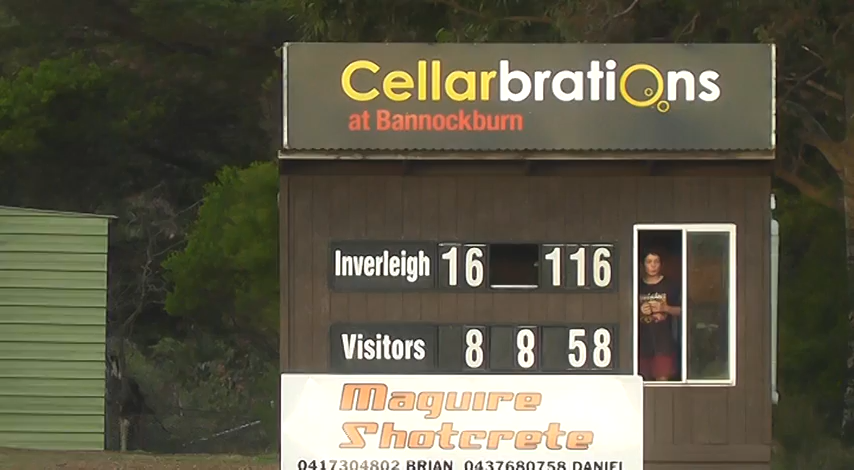 Cellarbrations
at Bannockburn
Inverleigh 16 116
Visitors 8 8 58
Maguire
Shotcrete
0417304802 BRIAN 0437680758 DANIEL